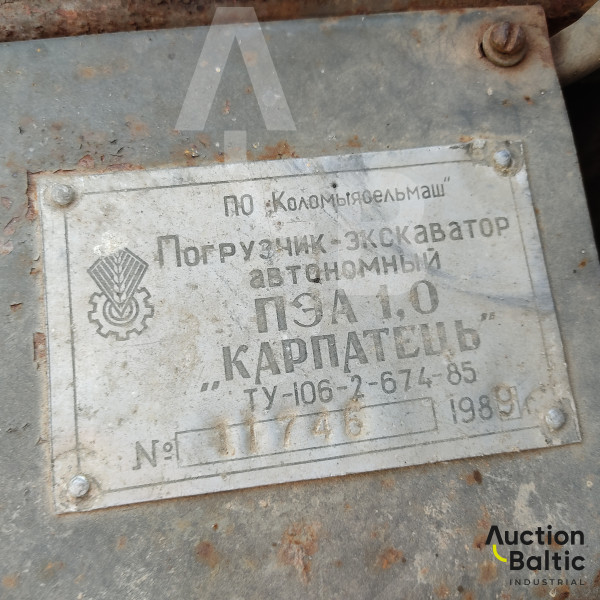 ПО „Коломыясельмаш"
Погрузчик-экскаватор
автономный
ПЭА 1,0
„КАРПАТЕЦЬ"
ТУ-106-2-674-85
№ 11746 1989
Auction
Baltic
INDUSTRIAL